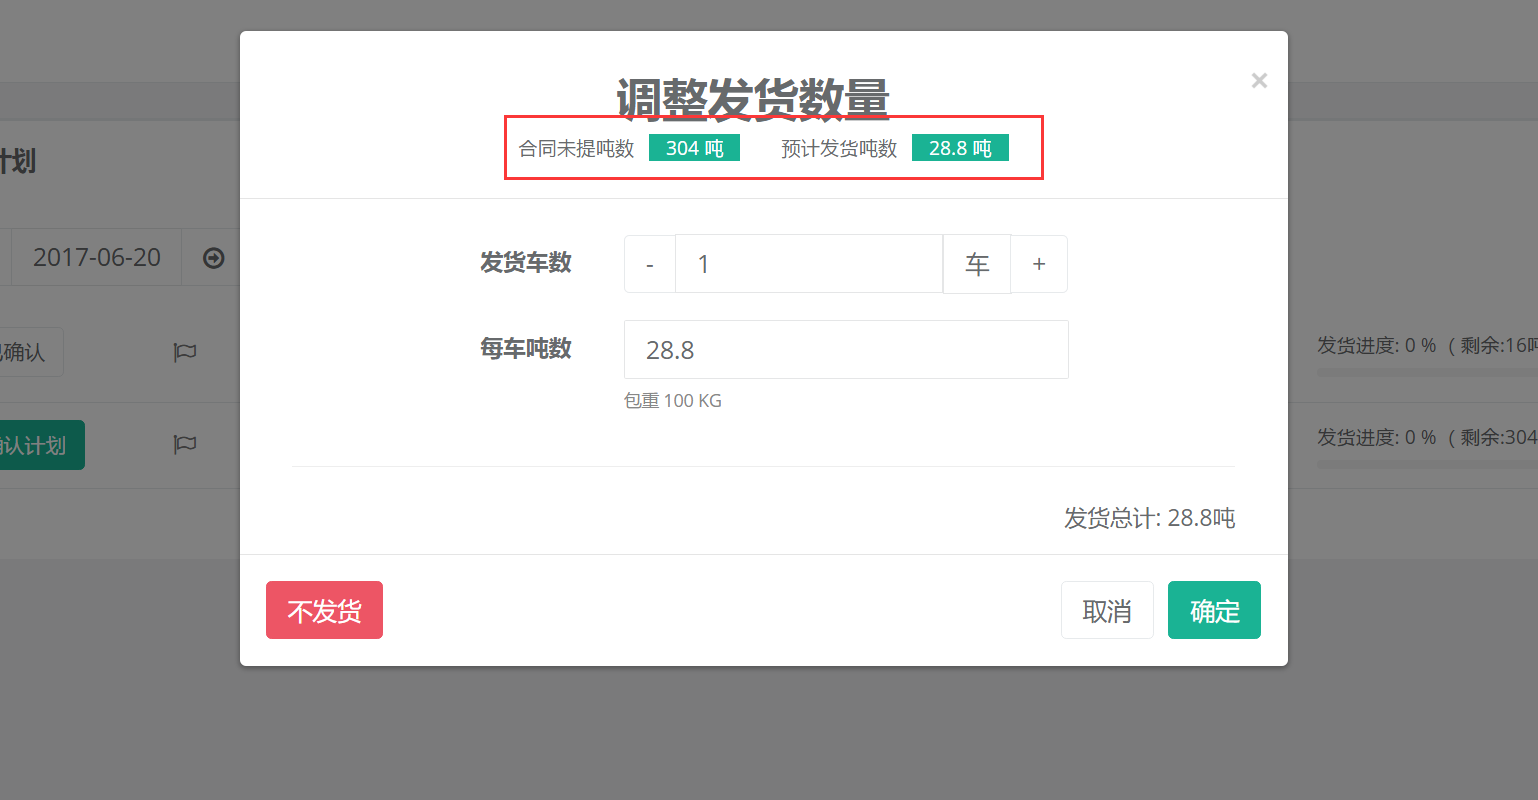 调整发货数量
×
合同未提吨数 304 吨 预计发货吨数 28.8 吨
计划
2017-06-20
发货车数 - 1 车 +
每车吨数 28.8
包重 100 KG
确认
发货进度: 0 % ( 剩余:16吨
确认计划
发货进度: 0 % ( 剩余:304
发货总计: 28.8吨
不发货 取消 确定